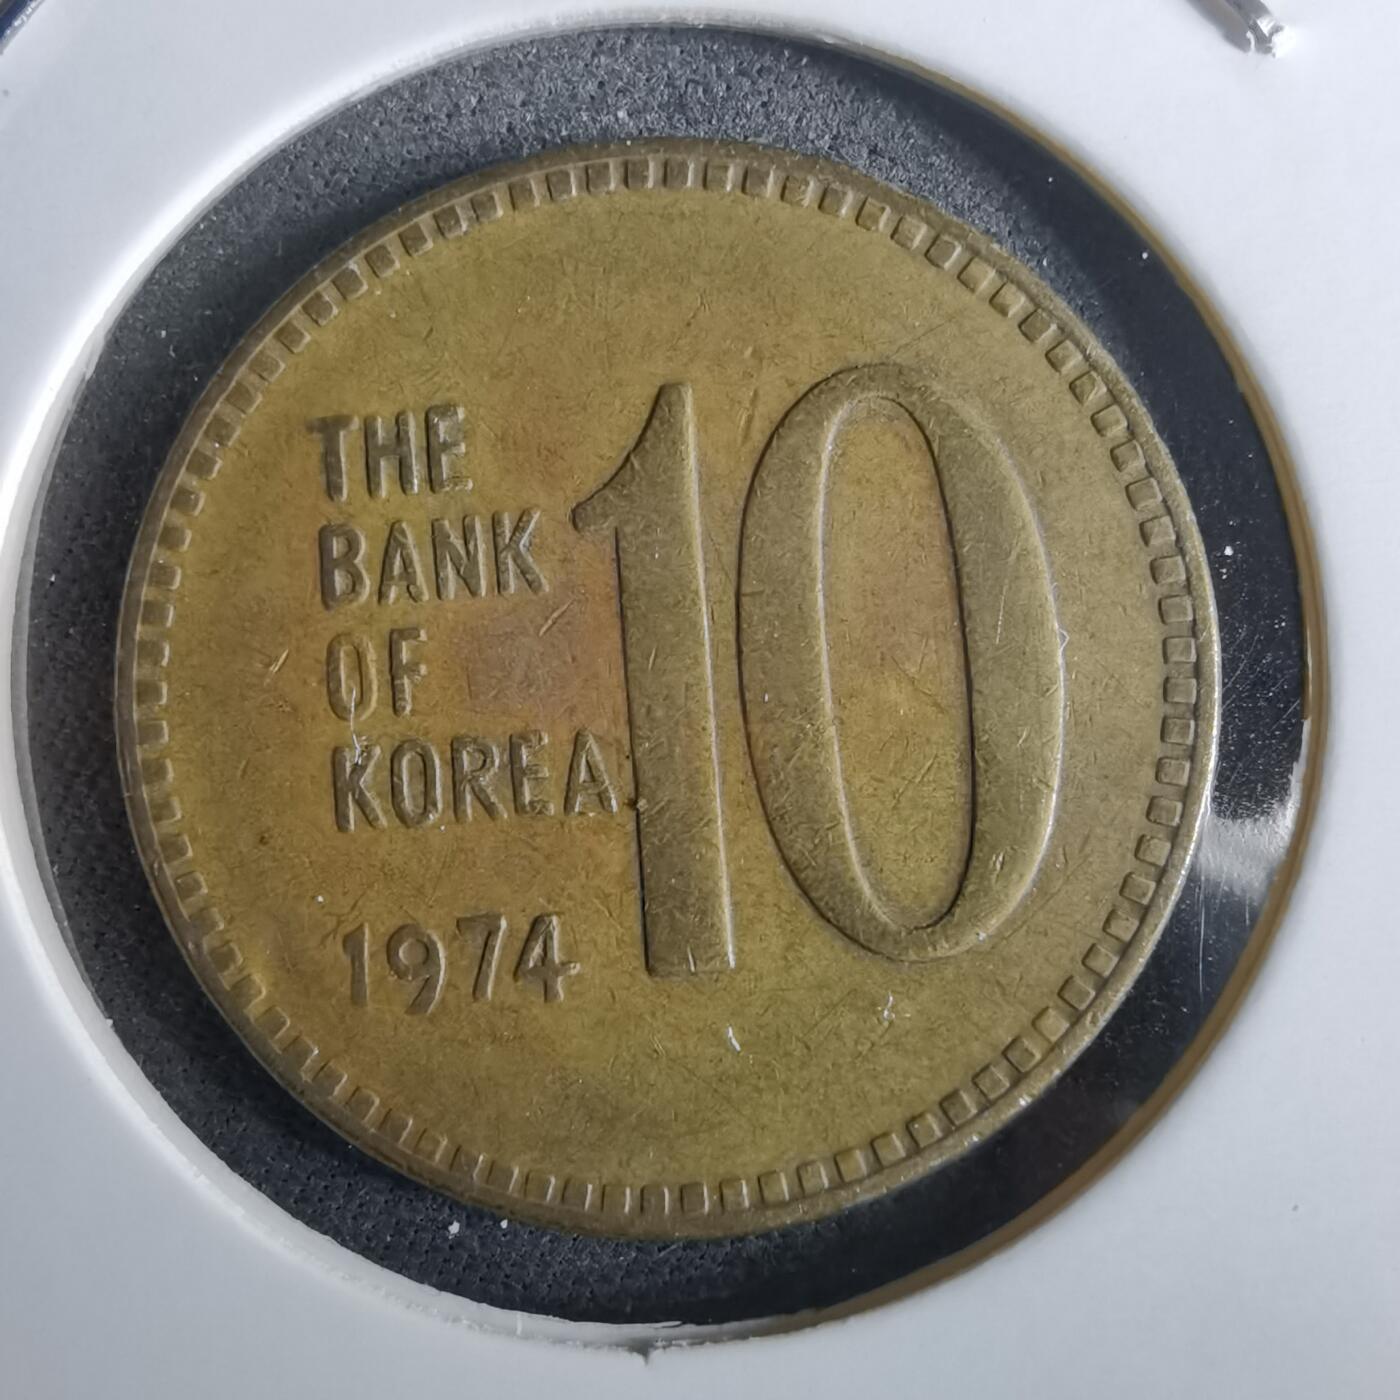 THE
BANK
OF
KOREA
1974
10